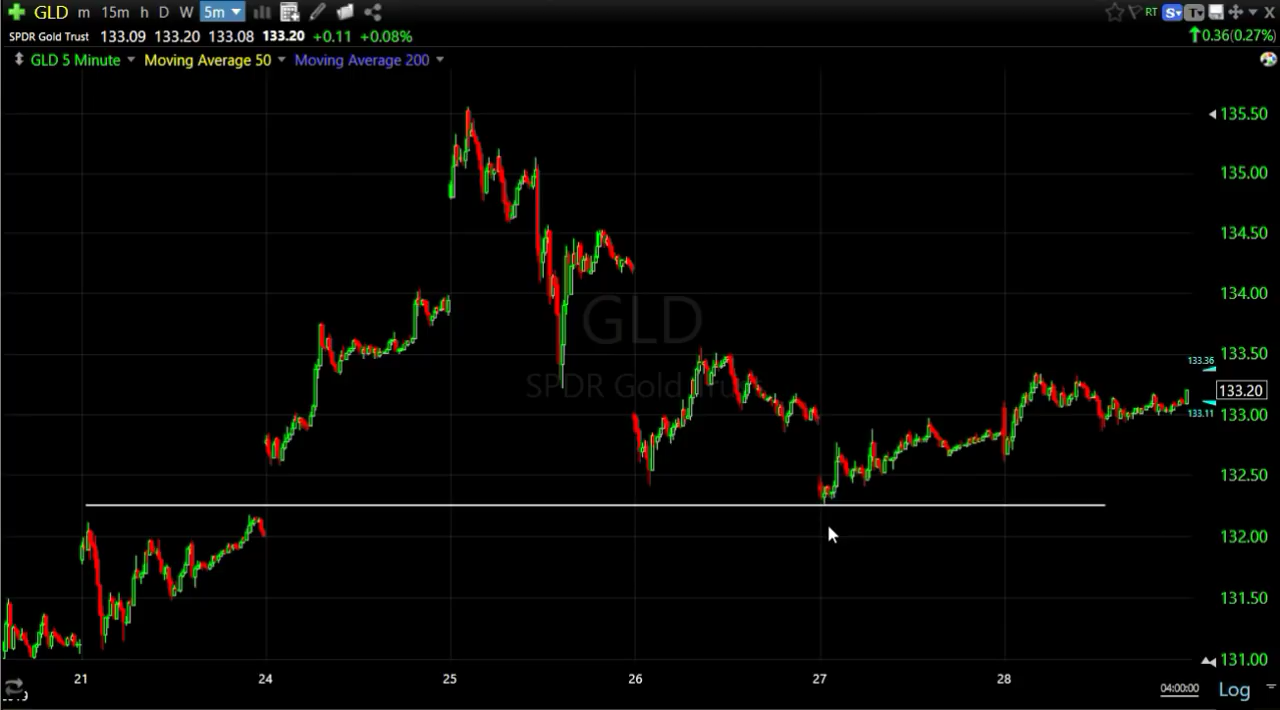 GLD m 15m h D W 5m RT S T X
SPDR Gold Trust 133.09 133.20 133.08 133.20 +0.11 +0.08% 0.36(0.27%)
GLD 5 Minute Moving Average 50 Moving Average 200
135.50
135.00
134.50
134.00
GLD
133.50
133.36
SPDR Gold Tru
133.20
133.11
133.00
132.50
132.00
131.50
131.00
21 24 25 26 27 28
04:00:00 Log